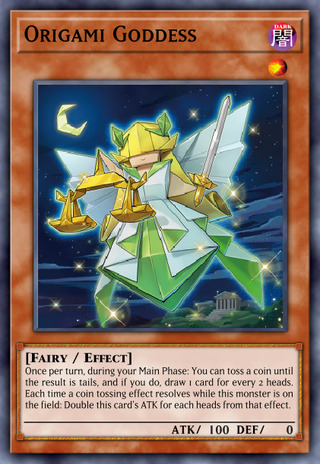 Origami Goddess
DARK
闇
[Fairy / Effect]
Once per turn, during your Main Phase: You can toss a coin until
the result is tails, and if you do, draw 1 card for every 2 heads.
Each time a coin tossing effect resolves while this monster is on
the field: Double this card's ATK for each heads from that effect.
ATK/ 100 DEF/ 0